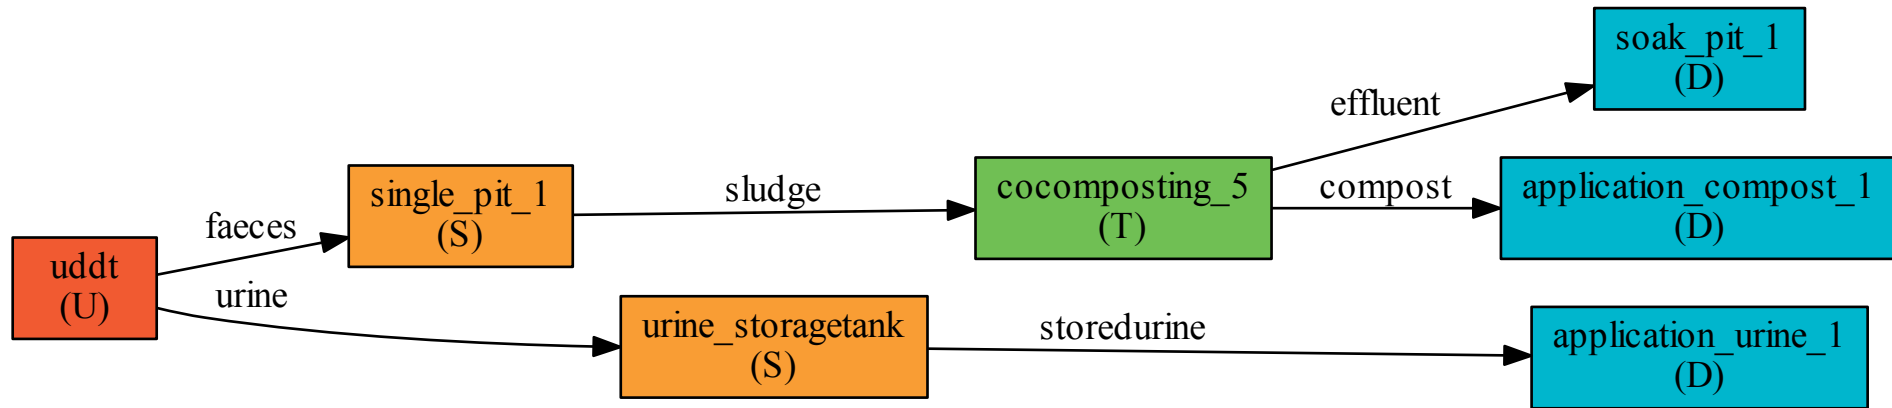 soak_pit_1
(D)
effluent
single_pit_1
(S)
sludge
cocomposting_5
(T)
compost
application_compost_1
(D)
faeces
uddt
(U)
urine
urine_storagetank
(S)
storedurine
application_urine_1
(D)